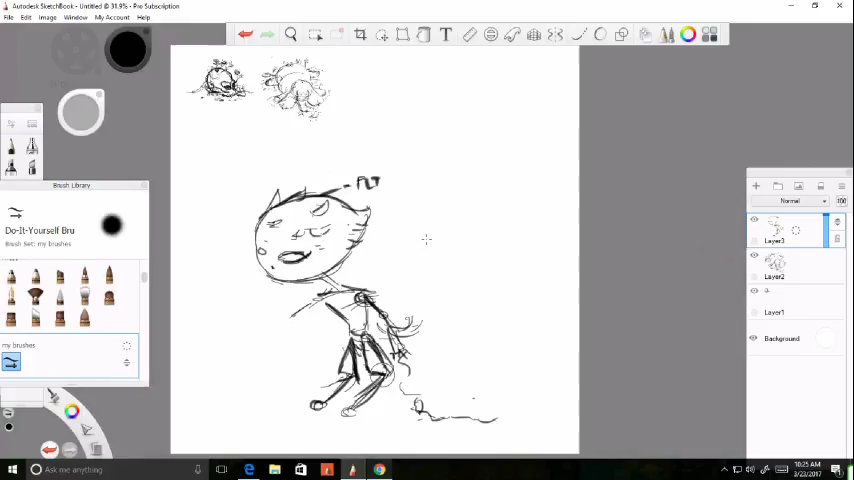 Autodesk SketchBook - Untitled @ 31.9% - Pre Subscription
File Edit Image Window My Account Help
T
Brush Library
Do-It-Yourself Bru
Brush Set: my brushes
my brushes
Normal
100
Layer3
Layer2
Layer1
Background
Ask me anything
10:25 AM
3/23/2017